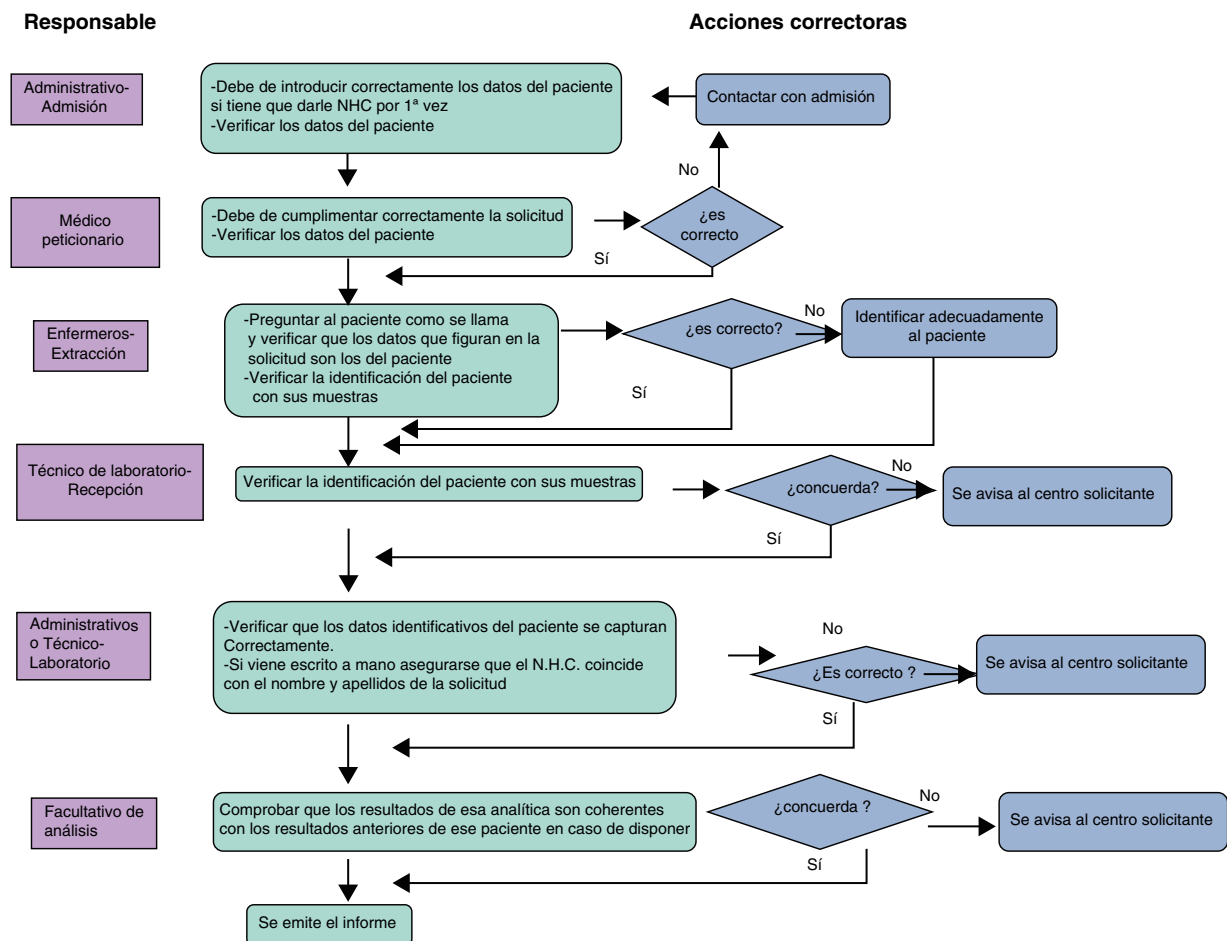 Responsable
Acciones correctoras
Administrativo-
Admisión
-Debe de introducir correctamente los datos del paciente
si tiene que darle NHC por 1ª vez
-Verificar los datos del paciente
Contactar con admisión
No
Médico
peticionario
-Debe de cumplimentar correctamente la solicitud
-Verificar los datos del paciente
¿es
correcto
Sí
Enfermeros-
Extracción
-Preguntar al paciente como se llama
y verificar que los datos que figuran en la
solicitud son los del paciente
-Verificar la identificación del paciente
con sus muestras
¿es correcto?
No
Identificar adecuadamente
al paciente
Sí
Técnico de laboratorio-
Recepción
Verificar la identificación del paciente con sus muestras
¿concuerda?
No
Se avisa al centro solicitante
Sí
Administrativos
o Técnico-
Laboratorio
-Verificar que los datos identificativos del paciente se capturan
Correctamente.
-Si viene escrito a mano asegurarse que el N.H.C. coincide
con el nombre y apellidos de la solicitud
No
¿Es correcto ?
Se avisa al centro solicitante
Sí
Facultativo de
análisis
Comprobar que los resultados de esa analítica son coherentes
con los resultados anteriores de ese paciente en caso de disponer
¿concuerda ?
No
Se avisa al centro solicitante
Sí
Se emite el informe